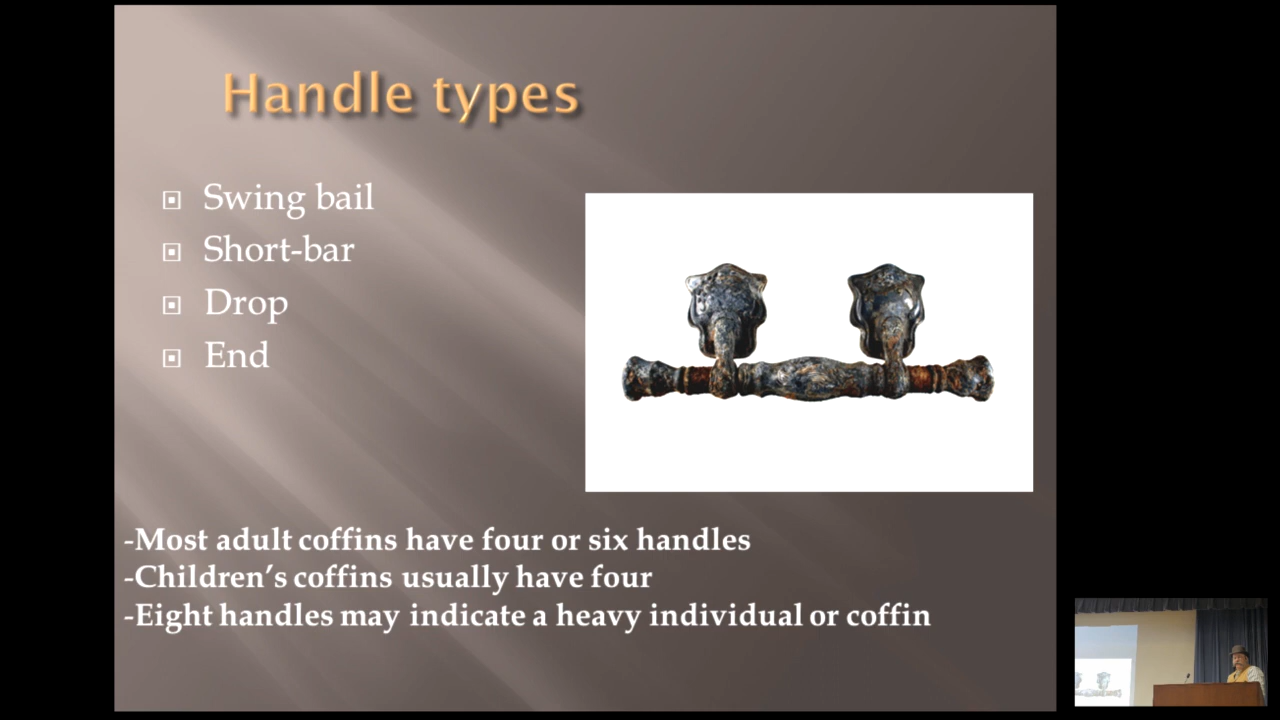 Handle types
Swing bail
Short-bar
Drop
End
-Most adult coffins have four or six handles
-Children’s coffins usually have four
-Eight handles may indicate a heavy individual or coffin